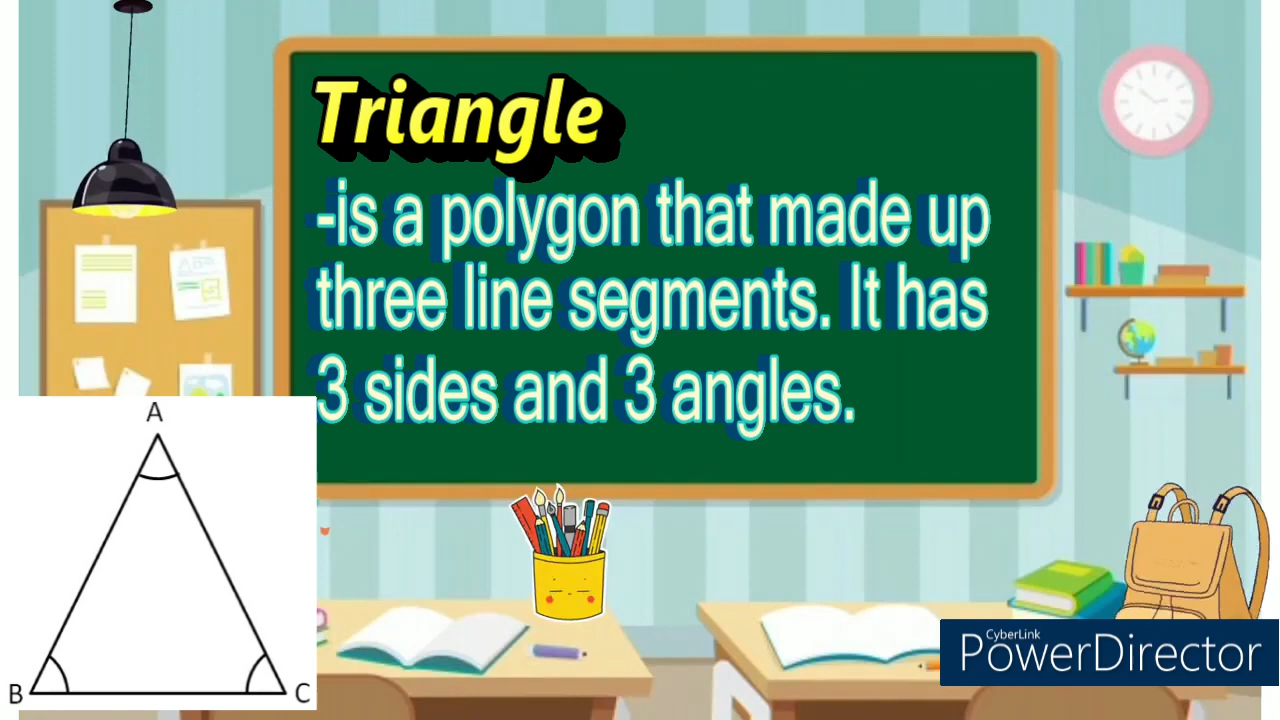 Triangle
-is a polygon that made up
three line segments. It has
3 sides and 3 angles.
A
B
C
CyberLink
PowerDirector